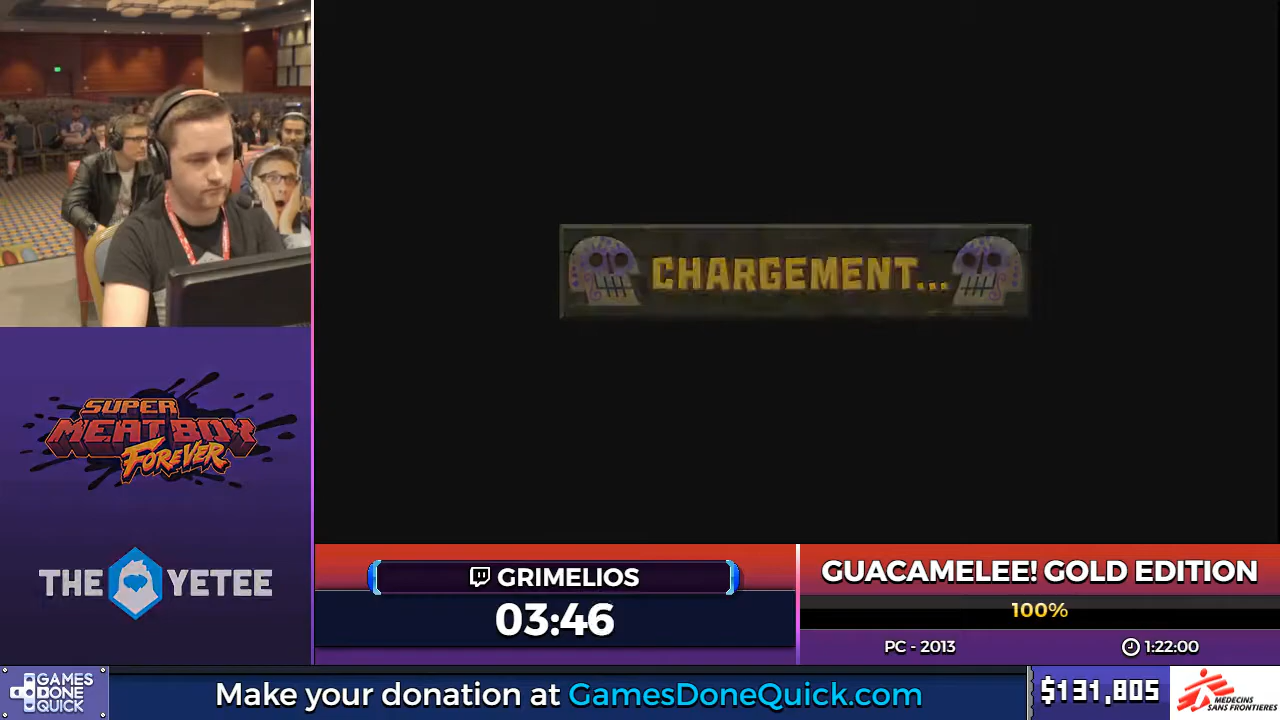 CHARGEMENT...
SUPER
MEAT BOY
FOREVER
THE YETEE
GRIMELIOS
03:46
GUACAMELEE! GOLD EDITION
100%
PC - 2013
1:22:00
GAMES
DONE
QUICK
Make your donation at GamesDoneQuick.com
$131,805
MEDECINS
SANS FRONTIERES